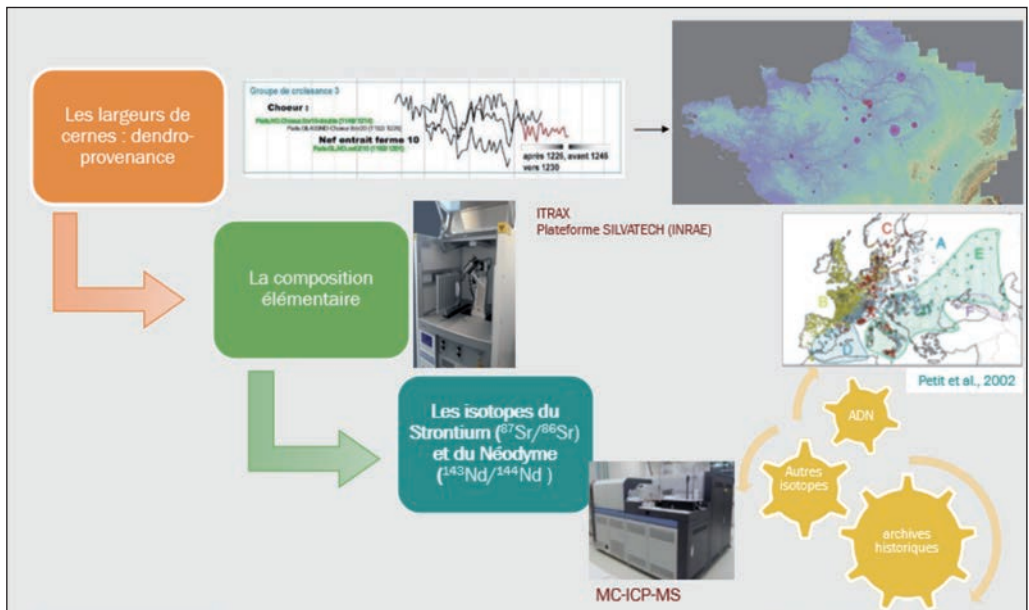 Les largeurs de
cernes : dendro-
provenance
Groupe de croissance 3
Choeur :
Nef entrait ferme 10
après 1226, avant 1245
vers 1230
ITRAX
Plateforme SILVATECH (INRAE)
La composition
élémentaire
C
A
E
B
F
D
Petit et al., 2002
Les isotopes du
Strontium (⁸⁷Sr/⁸⁶Sr)
et du Néodyme
(¹⁴³Nd/¹⁴⁴Nd )
ADN
Autres
isotopes
archives
historiques
MC-ICP-MS